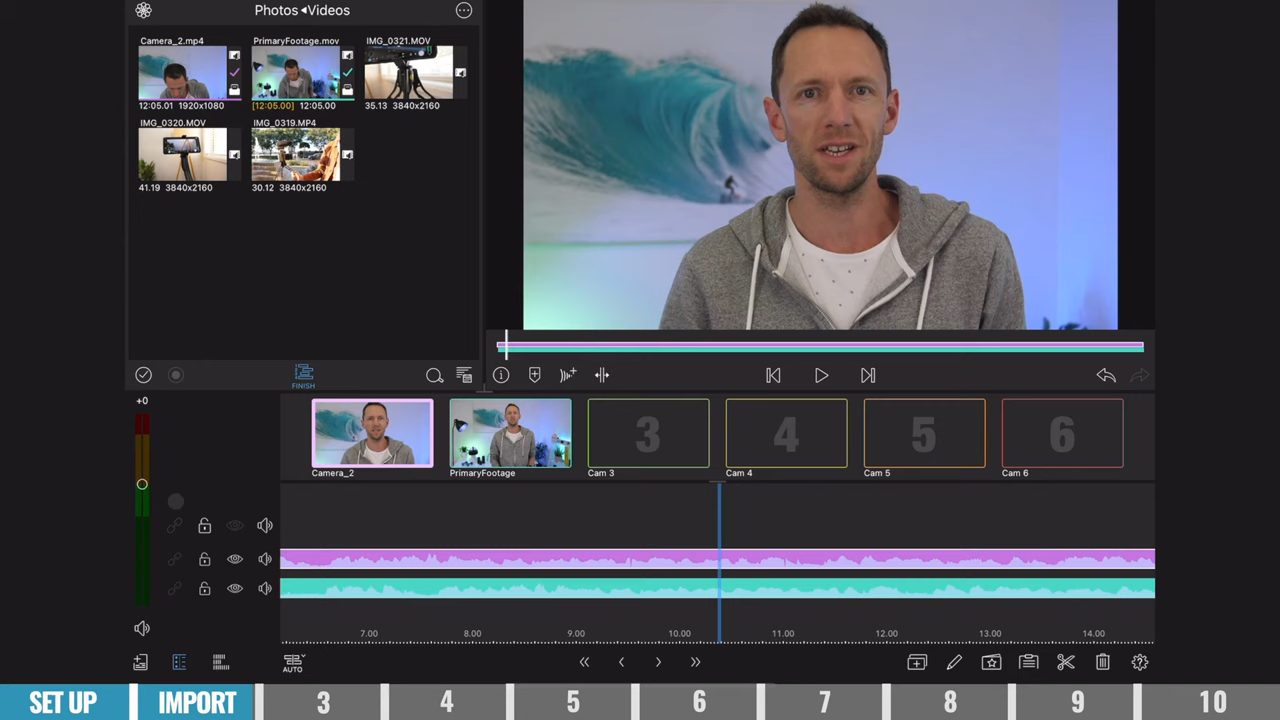 Photos◂Videos
Camera_2.mp4
PrimaryFootage.mov
IMG_0321.MOV
12:05.01 1920x1080
[12:05.00] 12:05.00
35.13 3840x2160
IMG_0320.MOV
IMG_0319.MP4
41.19 3840x2160
30.12 3840x2160
FINISH
+0
3
4
5
6
Camera_2
PrimaryFootage
Cam 3
Cam 4
Cam 5
Cam 6
7.00
8.00
9.00
10.00
11.00
12.00
13.00
14.00
AUTO
SET UP
IMPORT
3
4
5
6
7
8
9
10